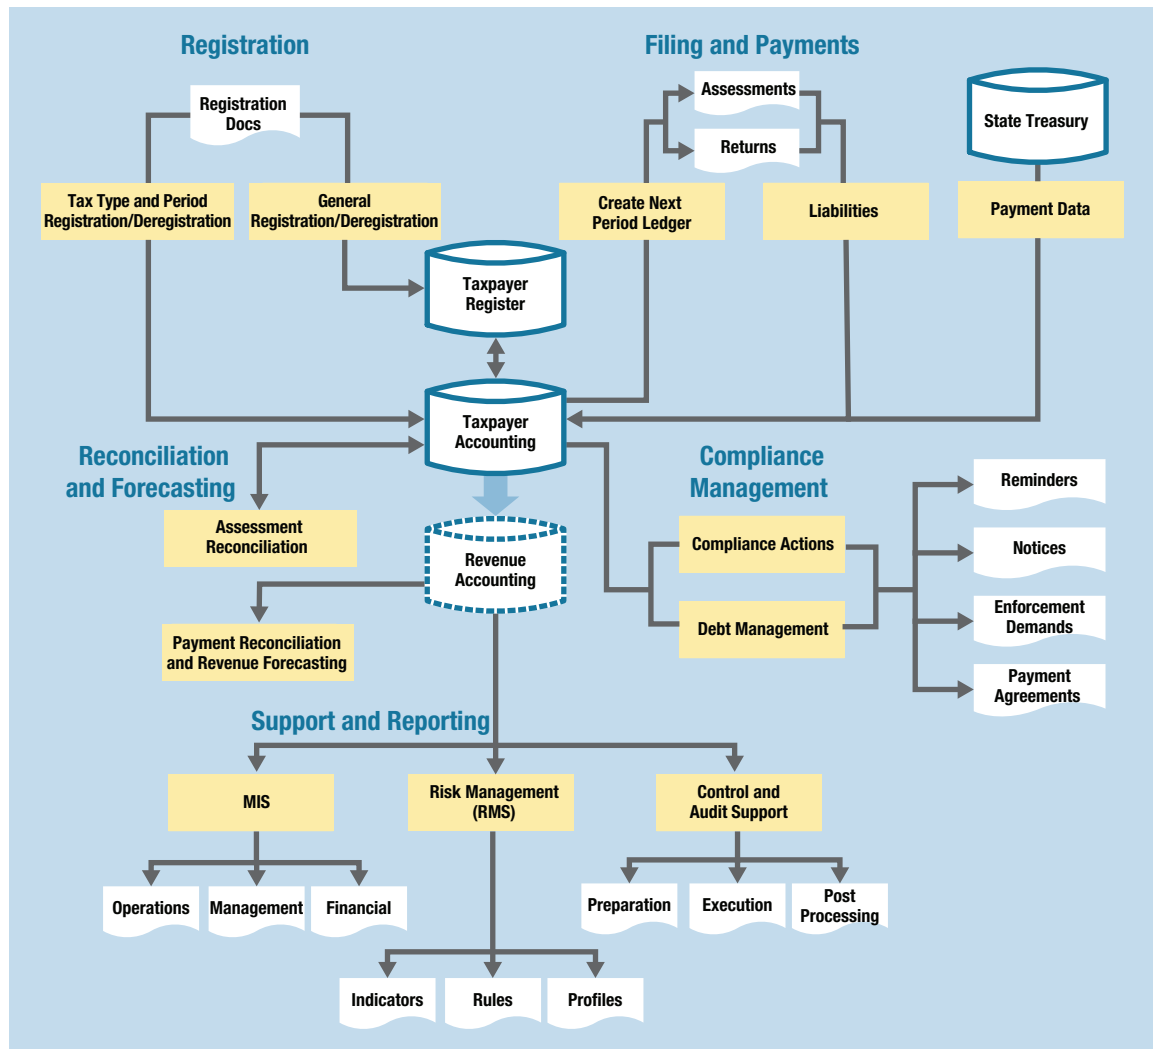 Registration
Filing and Payments
Registration
Docs
Assessments
Returns
State Treasury
Tax Type and Period
Registration/Deregistration
General
Registration/Deregistration
Create Next
Period Ledger
Liabilities
Payment Data
Taxpayer
Register
Taxpayer
Accounting
Reconciliation
and Forecasting
Compliance
Management
Assessment
Reconciliation
Revenue
Accounting
Payment Reconciliation
and Revenue Forecasting
Compliance Actions
Debt Management
Reminders
Notices
Enforcement
Demands
Payment
Agreements
Support and Reporting
MIS
Risk Management
(RMS)
Control and
Audit Support
Operations
Management
Financial
Preparation
Execution
Post
Processing
Indicators
Rules
Profiles